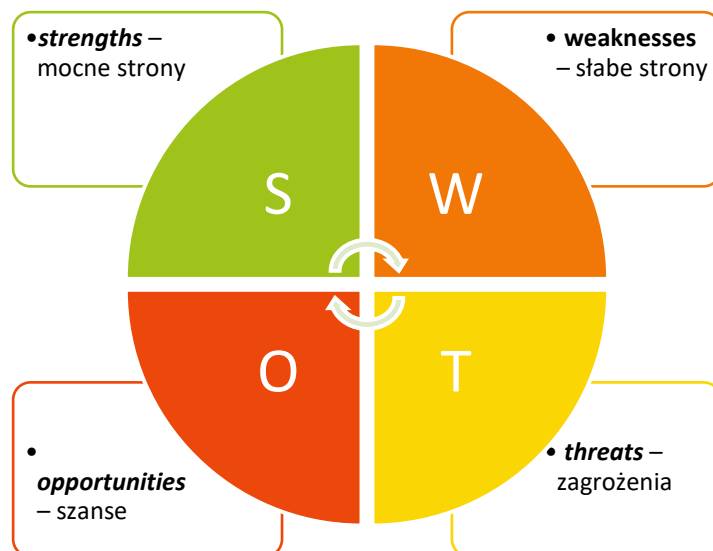 •strengths –
mocne strony
• weaknesses
– słabe strony
S
W
O
T
•
opportunities
– szanse
• threats –
zagrożenia